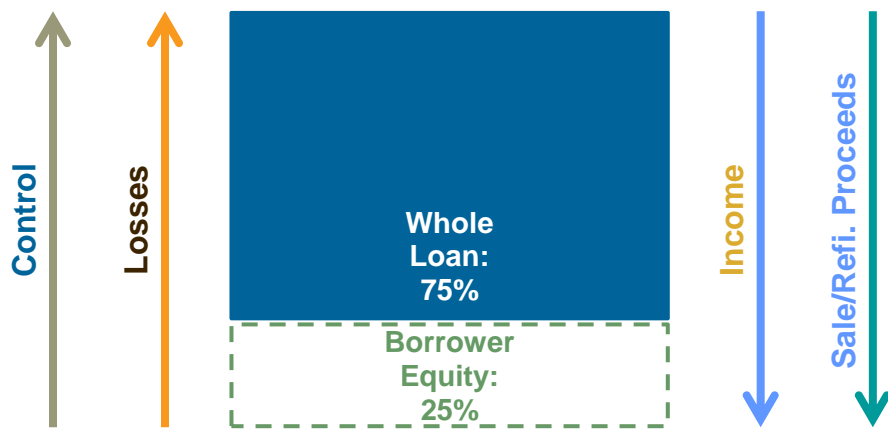 Control
Losses
Whole
Loan:
75%
Borrower
Equity:
25%
Income
Sale/Refi. Proceeds